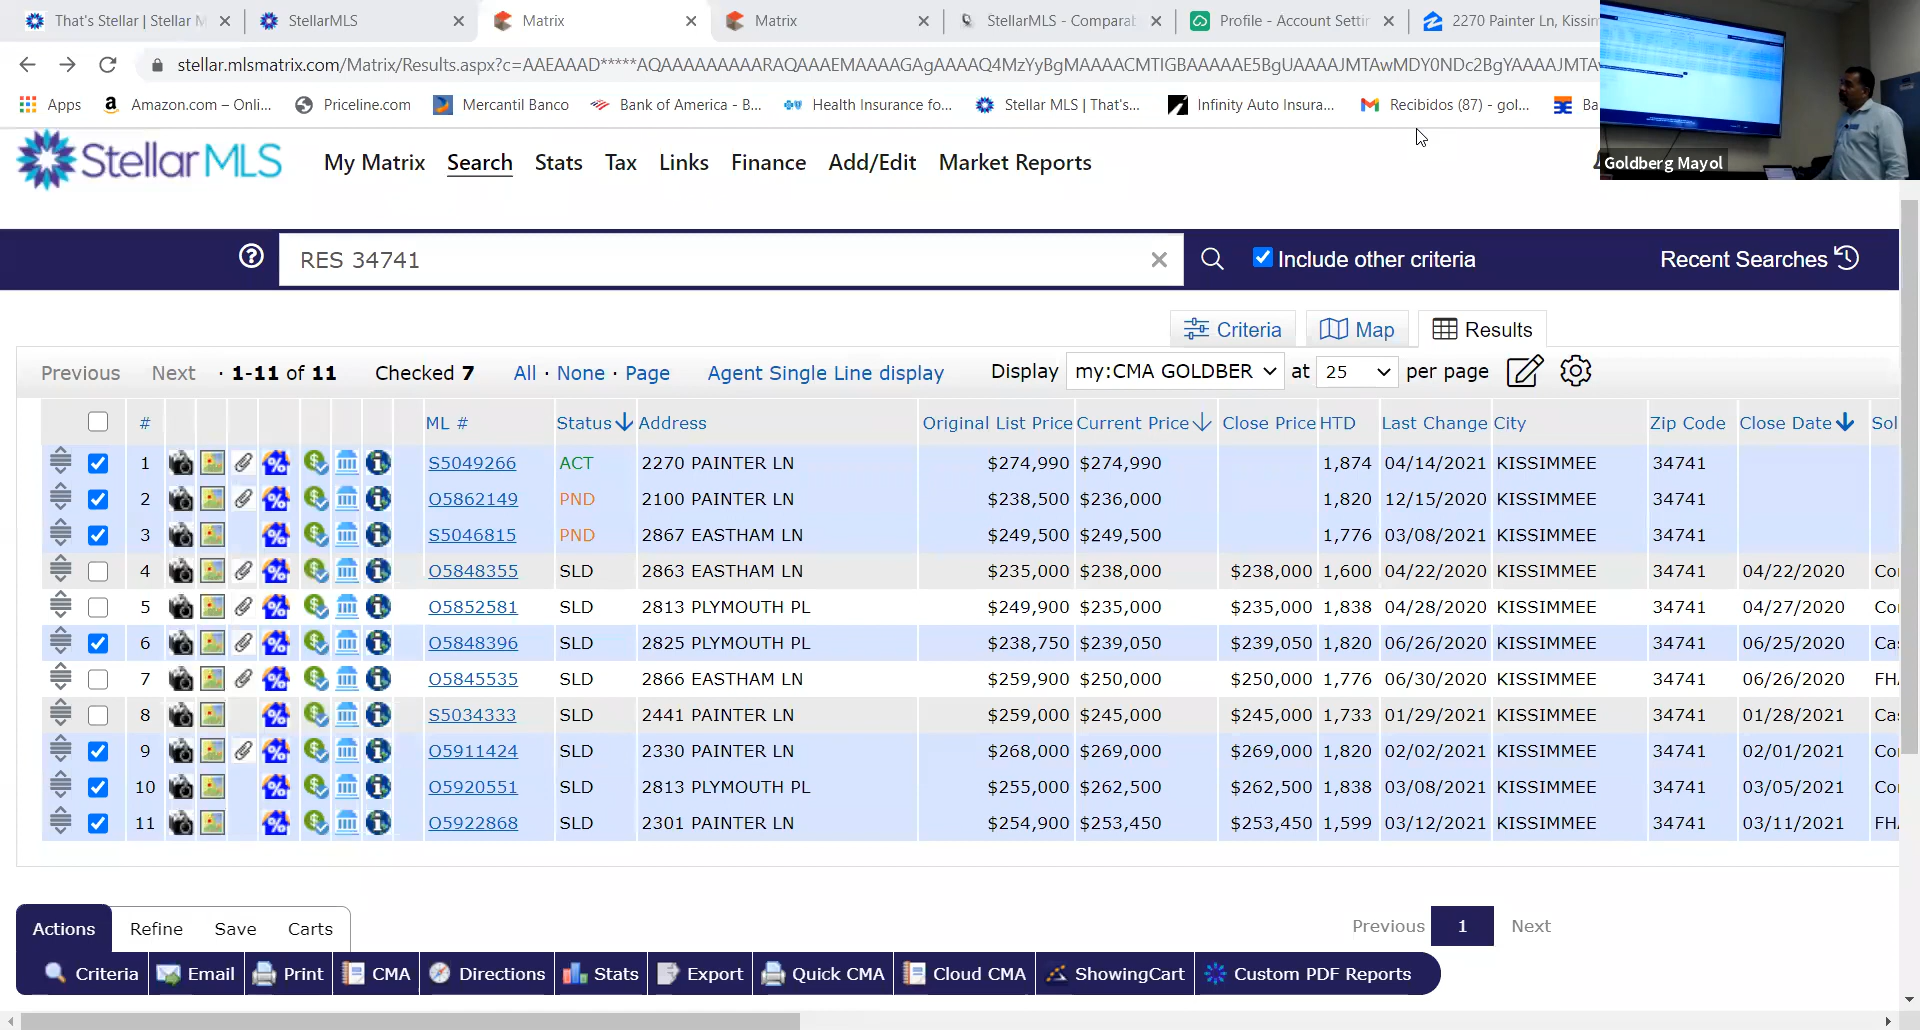 That's Stellar | Stellar M
StellarMLS
Matrix
Matrix
StellarMLS - Comparab
Profile - Account Settin
2270 Painter Ln, Kissim
stellar.mlsmatrix.com/Matrix/Results.aspx?c=AAEAAAD*****AQAAAAAAAAARAQAAAEMAAAAGAgAAAAQ4MzYyBgMAAAACMTIGBAAAAAE5BgUAAAAJMTAwMDY0NDc2BgYAAAAJMTAw
Apps
Amazon.com – Onli...
Priceline.com
Mercantil Banco
Bank of America - B...
Health Insurance fo...
Stellar MLS | That's...
Infinity Auto Insura...
Recibidos (87) - gol...
Ba
Goldberg Mayol
StellarMLS
My Matrix
Search
Stats
Tax
Links
Finance
Add/Edit
Market Reports
RES 34741
Include other criteria
Recent Searches
Criteria
Map
Results
Previous Next · 1-11 of 11 Checked 7 All · None · Page Agent Single Line display Display my:CMA GOLDBER at 25 per page
# ML # Status Address Original List Price Current Price Close Price HTD Last Change City Zip Code Close Date Sol
1 S5049266 ACT 2270 PAINTER LN $274,990 $274,990 1,874 04/14/2021 KISSIMMEE 34741
2 O5862149 PND 2100 PAINTER LN $238,500 $236,000 1,820 12/15/2020 KISSIMMEE 34741
3 S5046815 PND 2867 EASTHAM LN $249,500 $249,500 1,776 03/08/2021 KISSIMMEE 34741
4 O5848355 SLD 2863 EASTHAM LN $235,000 $238,000 $238,000 1,600 04/22/2020 KISSIMMEE 34741 04/22/2020 Co
5 O5852581 SLD 2813 PLYMOUTH PL $249,900 $235,000 $235,000 1,838 04/28/2020 KISSIMMEE 34741 04/27/2020 Co
6 O5848396 SLD 2825 PLYMOUTH PL $238,750 $239,050 $239,050 1,820 06/26/2020 KISSIMMEE 34741 06/25/2020 Ca
7 O5845535 SLD 2866 EASTHAM LN $259,900 $250,000 $250,000 1,776 06/30/2020 KISSIMMEE 34741 06/26/2020 FH
8 S5034333 SLD 2441 PAINTER LN $259,000 $245,000 $245,000 1,733 01/29/2021 KISSIMMEE 34741 01/28/2021 Ca
9 O5911424 SLD 2330 PAINTER LN $268,000 $269,000 $269,000 1,820 02/02/2021 KISSIMMEE 34741 02/01/2021 Co
10 O5920551 SLD 2813 PLYMOUTH PL $255,000 $262,500 $262,500 1,838 03/08/2021 KISSIMMEE 34741 03/05/2021 Co
11 O5922868 SLD 2301 PAINTER LN $254,900 $253,450 $253,450 1,599 03/12/2021 KISSIMMEE 34741 03/11/2021 FH
Actions Refine Save Carts
Previous 1 Next
Criteria Email Print CMA Directions Stats Export Quick CMA Cloud CMA ShowingCart Custom PDF Reports